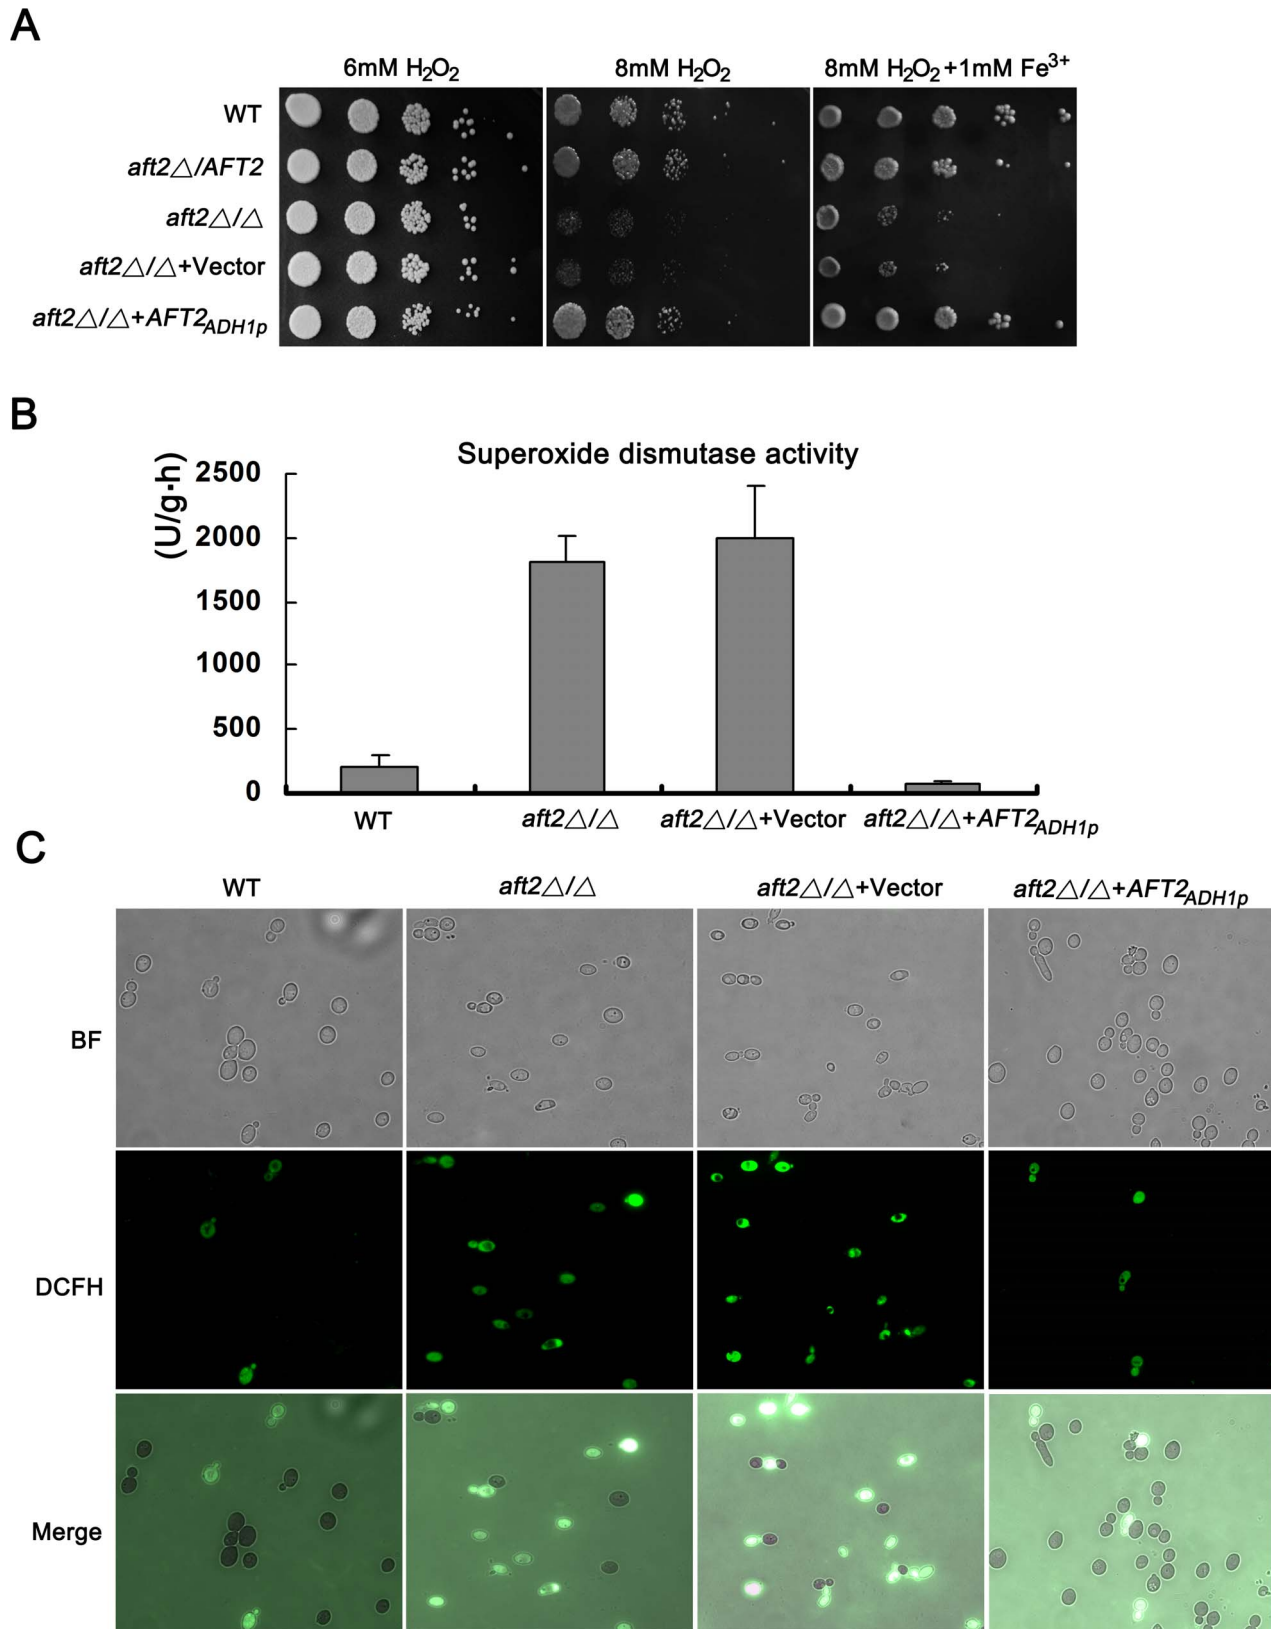 A
6mM H₂O₂ 8mM H₂O₂ 8mM H₂O₂+1mM Fe³⁺
WT
aft2△/AFT2
aft2△/△
aft2△/△+Vector
aft2△/△+AFT2ADH1p
B
Superoxide dismutase activity
(U/g·h)
2500
2000
1500
1000
500
0
WT aft2△/△ aft2△/△+Vector aft2△/△+AFT2ADH1p
C
WT aft2△/△ aft2△/△+Vector aft2△/△+AFT2ADH1p
BF
DCFH
Merge